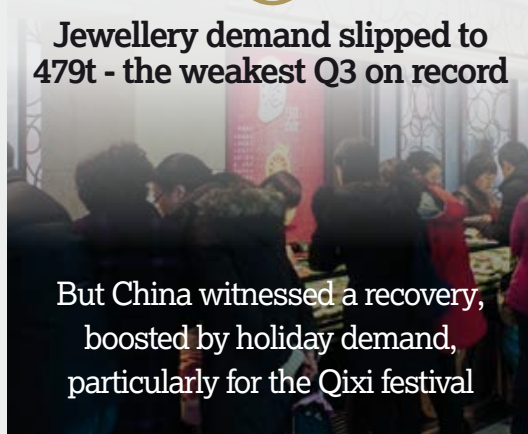 Jewellery demand slipped to
479t - the weakest Q3 on record
But China witnessed a recovery,
boosted by holiday demand,
particularly for the Qixi festival